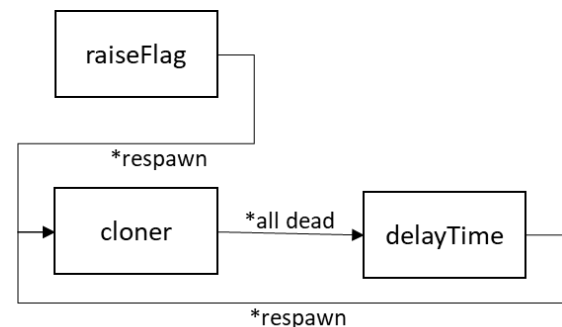 raiseFlag
*respawn
cloner
*all dead
delayTime
*respawn